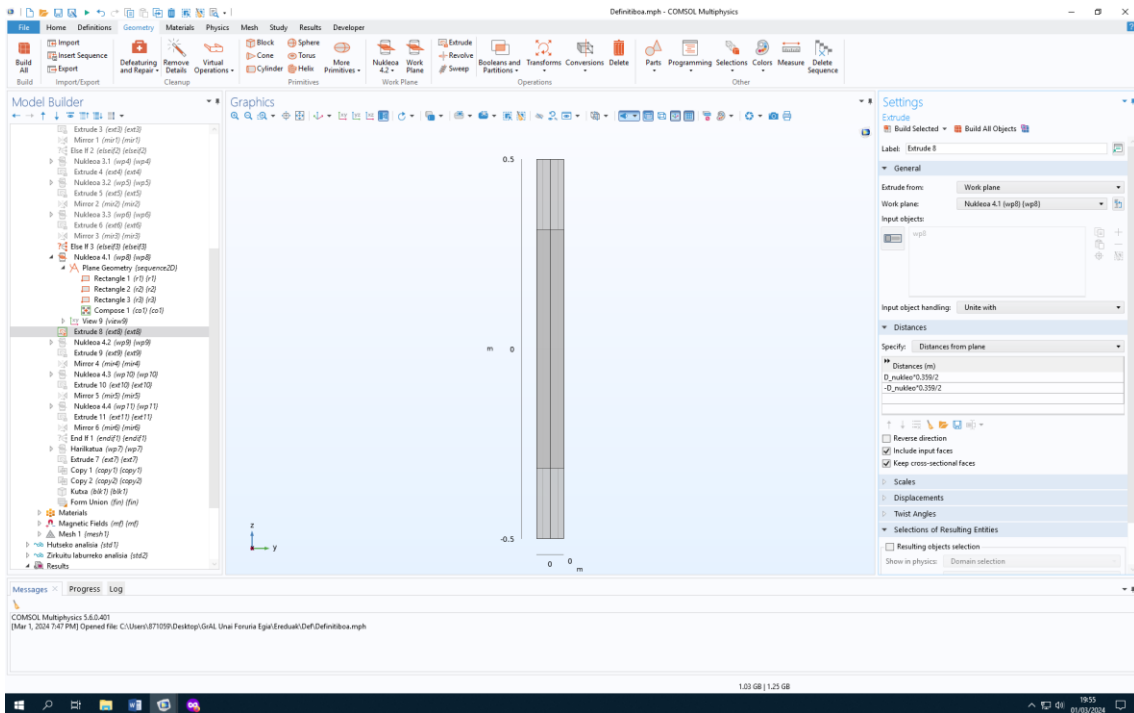 Definitiboa.mph - COMSOL Multiphysics
File Home Definitions Geometry Materials Physics Mesh Study Results Developer
Build All
Import
Insert Sequence
Export
Defeaturing and Repair
Remove Details
Virtual Operations
Block
Cone
Cylinder
Sphere
Torus
Helix
More Primitives
Nukleoa 4.2
Work Plane
Extrude
Revolve
Sweep
Booleans and Partitions
Transforms
Conversions
Delete
Parts
Programming
Selections
Colors
Measure
Delete Sequence
Build Import/Export Cleanup Primitives Work Plane Operations Other
Model Builder
Extrude 3 (ext3) {ext3}
Mirror 1 (mir1) {mir1}
Else If 2 (elseif2) {elseif2}
Nukleoa 3.1 (wp4) {wp4}
Extrude 4 (ext4) {ext4}
Nukleoa 3.2 (wp5) {wp5}
Extrude 5 (ext5) {ext5}
Mirror 2 (mir2) {mir2}
Nukleoa 3.3 (wp6) {wp6}
Extrude 6 (ext6) {ext6}
Mirror 3 (mir3) {mir3}
Else If 3 (elseif3) {elseif3}
Nukleoa 4.1 (wp8) {wp8}
Plane Geometry (sequence2D)
Rectangle 1 (r1) {r1}
Rectangle 2 (r2) {r2}
Rectangle 3 (r3) {r3}
Compose 1 (co1) {co1}
View 9 (view9)
Extrude 8 (ext8) {ext8}
Nukleoa 4.2 (wp9) {wp9}
Extrude 9 (ext9) {ext9}
Mirror 4 (mir4) {mir4}
Nukleoa 4.3 (wp10) {wp10}
Extrude 10 (ext10) {ext10}
Mirror 5 (mir5) {mir5}
Nukleoa 4.4 (wp11) {wp11}
Extrude 11 (ext11) {ext11}
Mirror 6 (mir6) {mir6}
End If 1 (endif1) {endif1}
Harilkatua (wp7) {wp7}
Extrude 7 (ext7) {ext7}
Copy 1 (copy1) {copy1}
Copy 2 (copy2) {copy2}
Kutxa (blk1) {blk1}
Form Union (fin) {fin}
Materials
Magnetic Fields (mf) {mf}
Mesh 1 {mesh1}
Hutseko analisia {std1}
Zirkuitu laburreko analisia {std2}
Results
Graphics
0.5
m 0
-0.5
z
y
0 0
m
Settings
Extrude
Build Selected Build All Objects
Label: Extrude 8
General
Extrude from: Work plane
Work plane: Nukleoa 4.1 (wp8) {wp8}
Input objects:
wp8
Input object handling: Unite with
Distances
Specify: Distances from plane
Distances (m)
D_nukleo*0.359/2
-D_nukleo*0.359/2
Reverse direction
Include input faces
Keep cross-sectional faces
Scales
Displacements
Twist Angles
Selections of Resulting Entities
Resulting objects selection
Show in physics: Domain selection
Messages Progress Log
COMSOL Multiphysics 5.6.0.401
[Mar 1, 2024 7:47 PM] Opened file: C:\Users\871059\Desktop\GrAL Unai Foruria Egia\Ereduak\Def\Definitiboa.mph
1.03 GB | 1.25 GB
19:55
01/03/2024